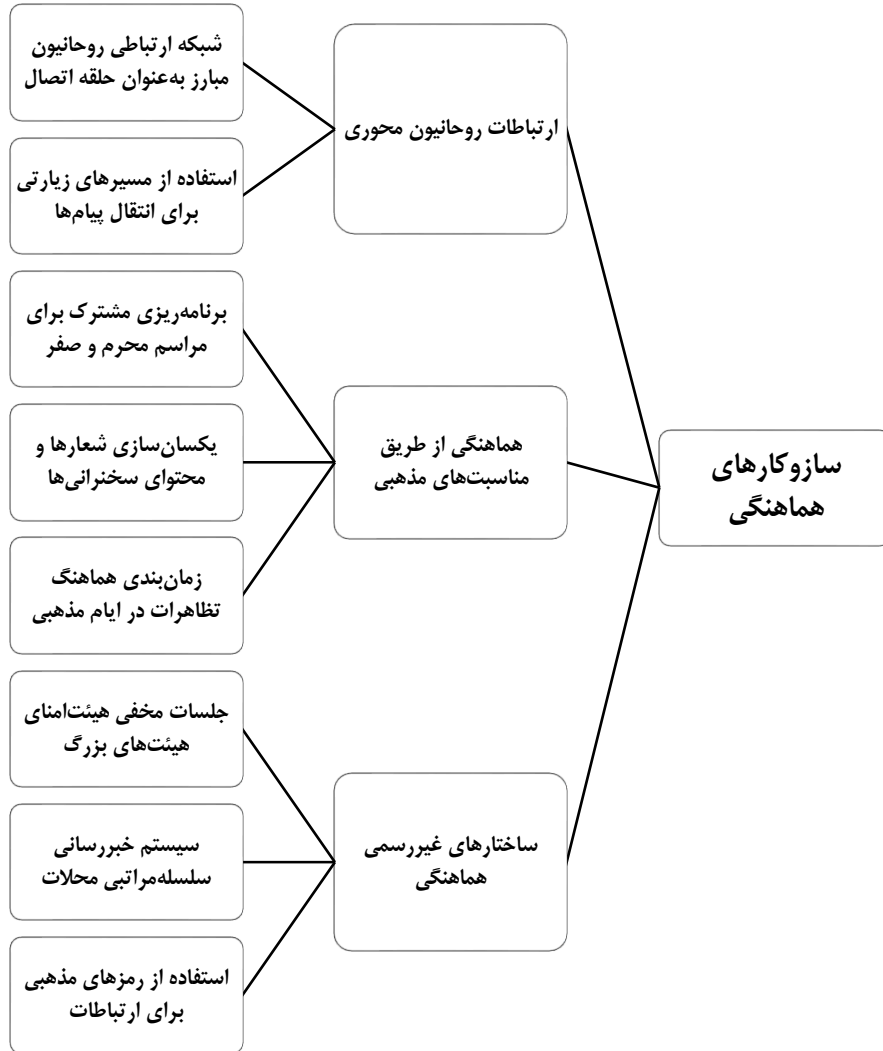 سازوکارهای
هماهنگی
ارتباطات روحانیون محوری
شبکه ارتباطی روحانیون
مبارز به‌عنوان حلقه اتصال
استفاده از مسیرهای زیارتی
برای انتقال پیام‌ها
هماهنگی از طریق
مناسبت‌های مذهبی
برنامه‌ریزی مشترک برای
مراسم محرم و صفر
یکسان‌سازی شعارها و
محتوای سخنرانی‌ها
زمان‌بندی هماهنگ
تظاهرات در ایام مذهبی
ساختارهای غیررسمی
هماهنگی
جلسات مخفی هیئت‌امنای
هیئت‌های بزرگ
سیستم خبررسانی
سلسله‌مراتبی محلات
استفاده از رمزهای مذهبی
برای ارتباطات